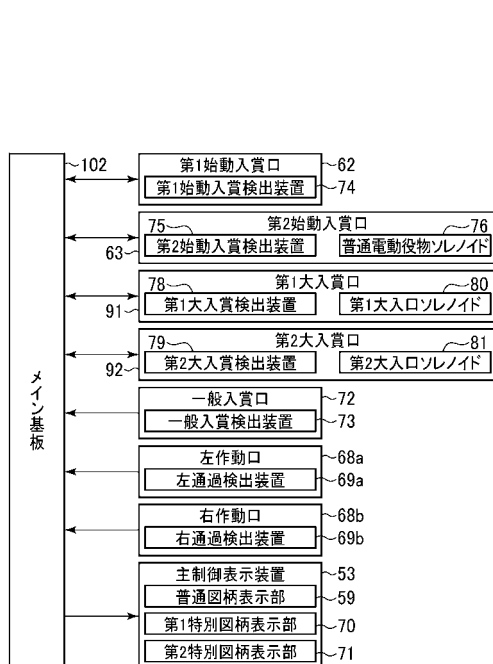 102
第1始動入賞口
62
第1始動入賞検出装置
74
第2始動入賞口
75
76
第2始動入賞検出装置
普通電動役物ソレノイド
63
第1大入賞口
78
80
第1大入賞検出装置
第1大入口ソレノイド
91
第2大入賞口
79
81
第2大入賞検出装置
第2大入口ソレノイド
92
メイン基板
一般入賞口
72
一般入賞検出装置
73
左作動口
68a
左通過検出装置
69a
右作動口
68b
右通過検出装置
69b
主制御表示装置
53
普通図柄表示部
59
第1特別図柄表示部
70
第2特別図柄表示部
71